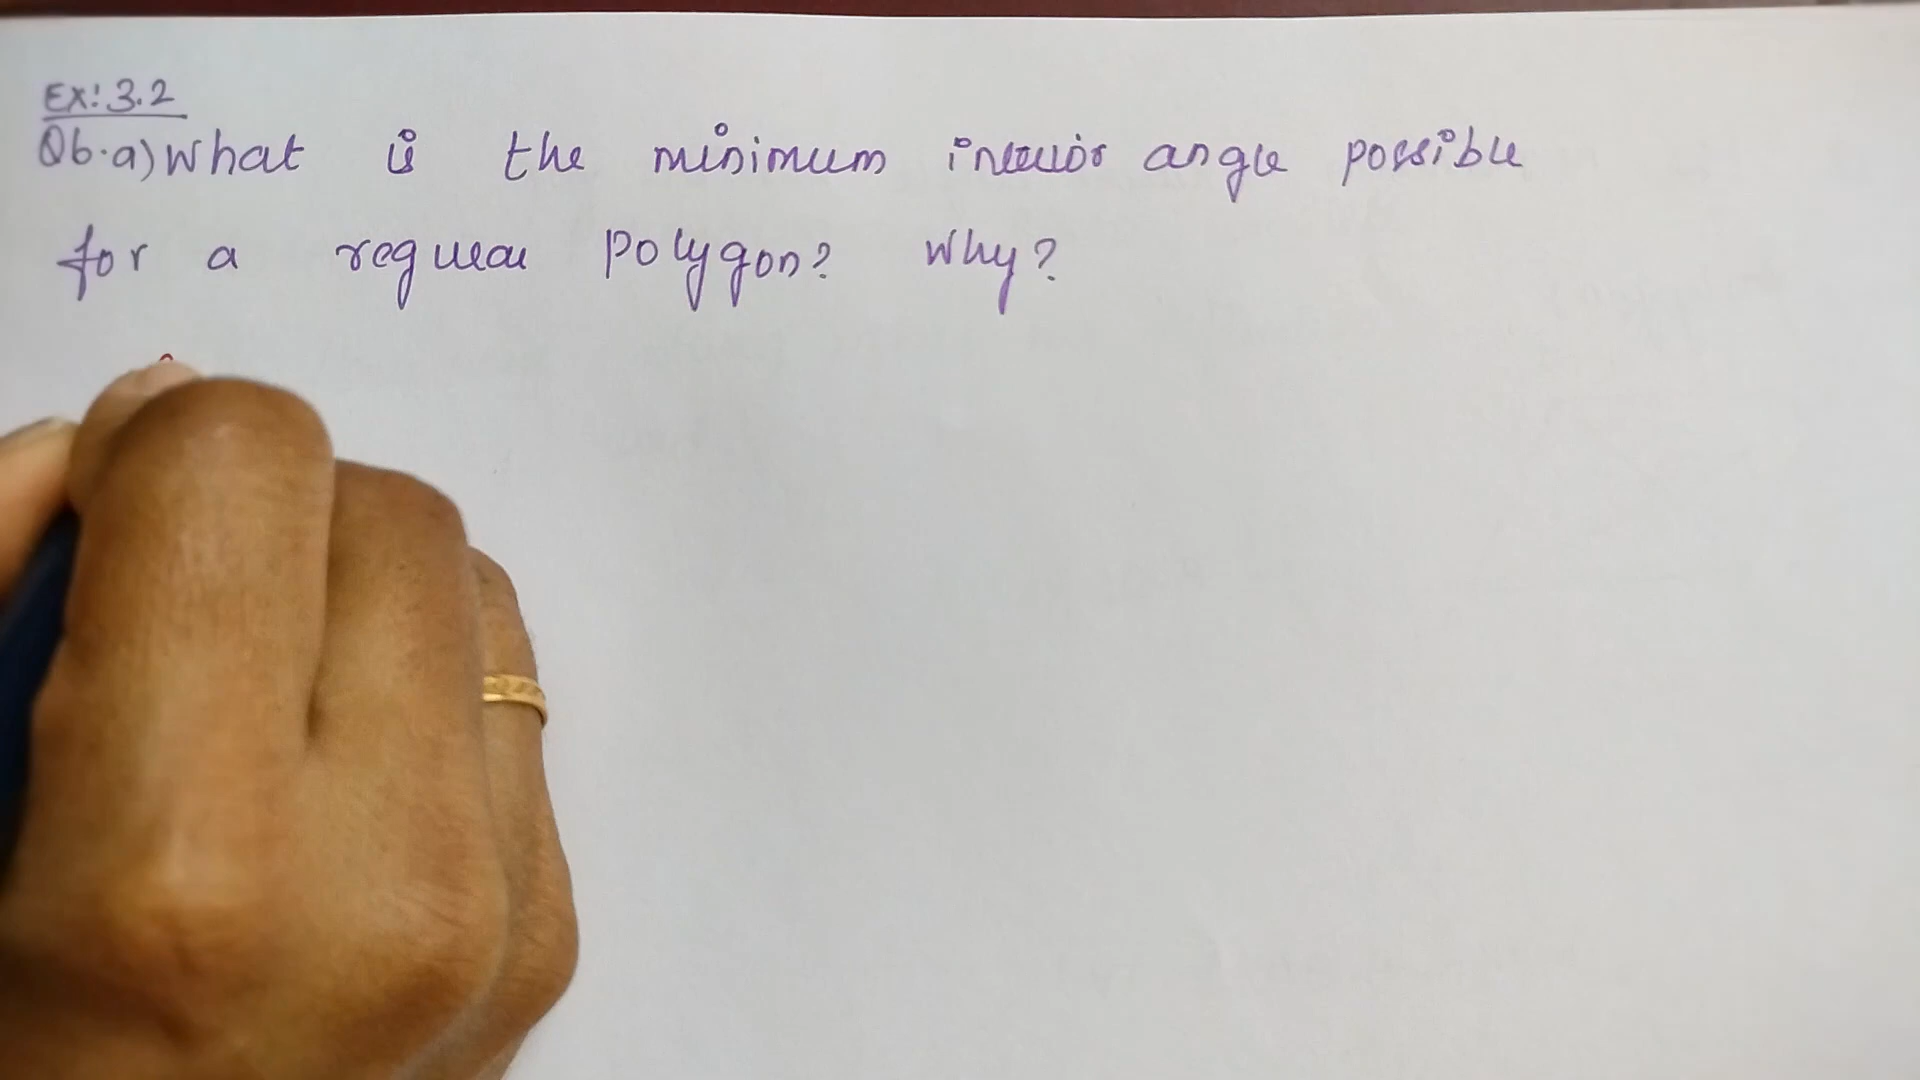 Ex: 3.2
Q6.a) What is the minimum interior angle possible
for a regular polygon? Why?